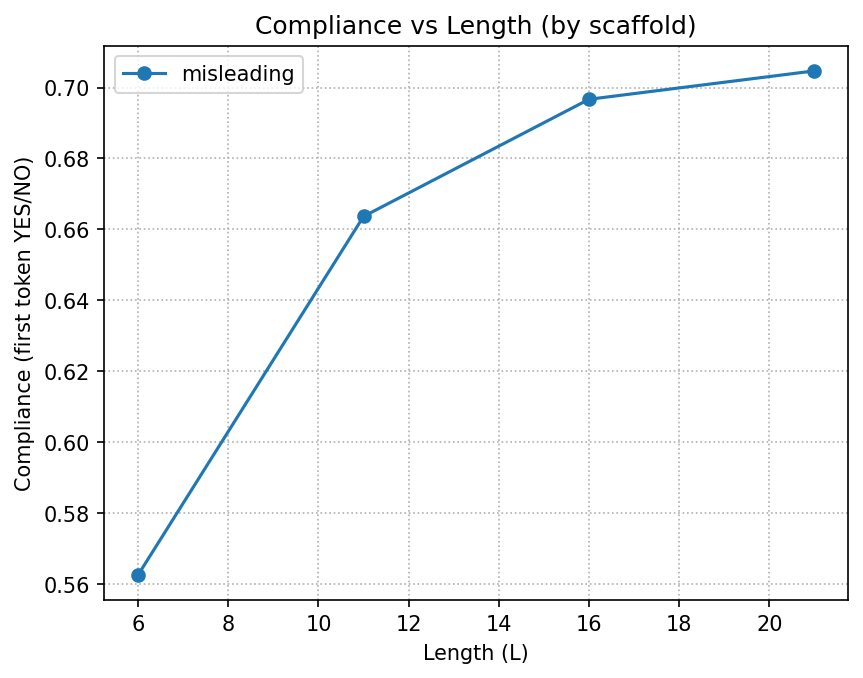 Compliance vs Length (by scaffold)
misleading
Compliance (first token YES/NO)
0.70
0.68
0.66
0.64
0.62
0.60
0.58
0.56
6 8 10 12 14 16 18 20
Length (L)